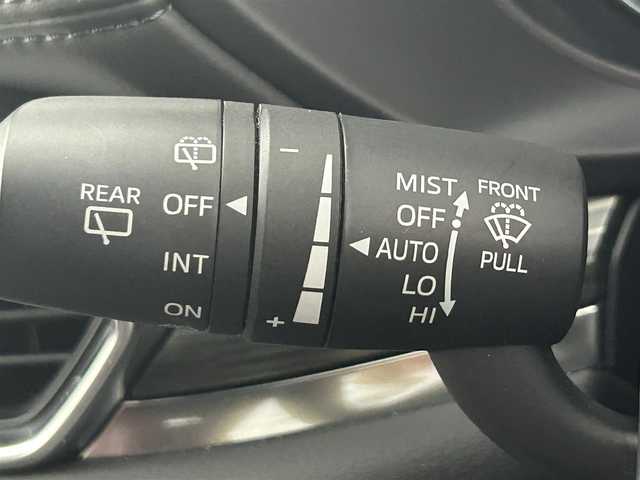 REAR
OFF
INT
ON
−
+
MIST
OFF
AUTO
LO
HI
FRONT
PULL